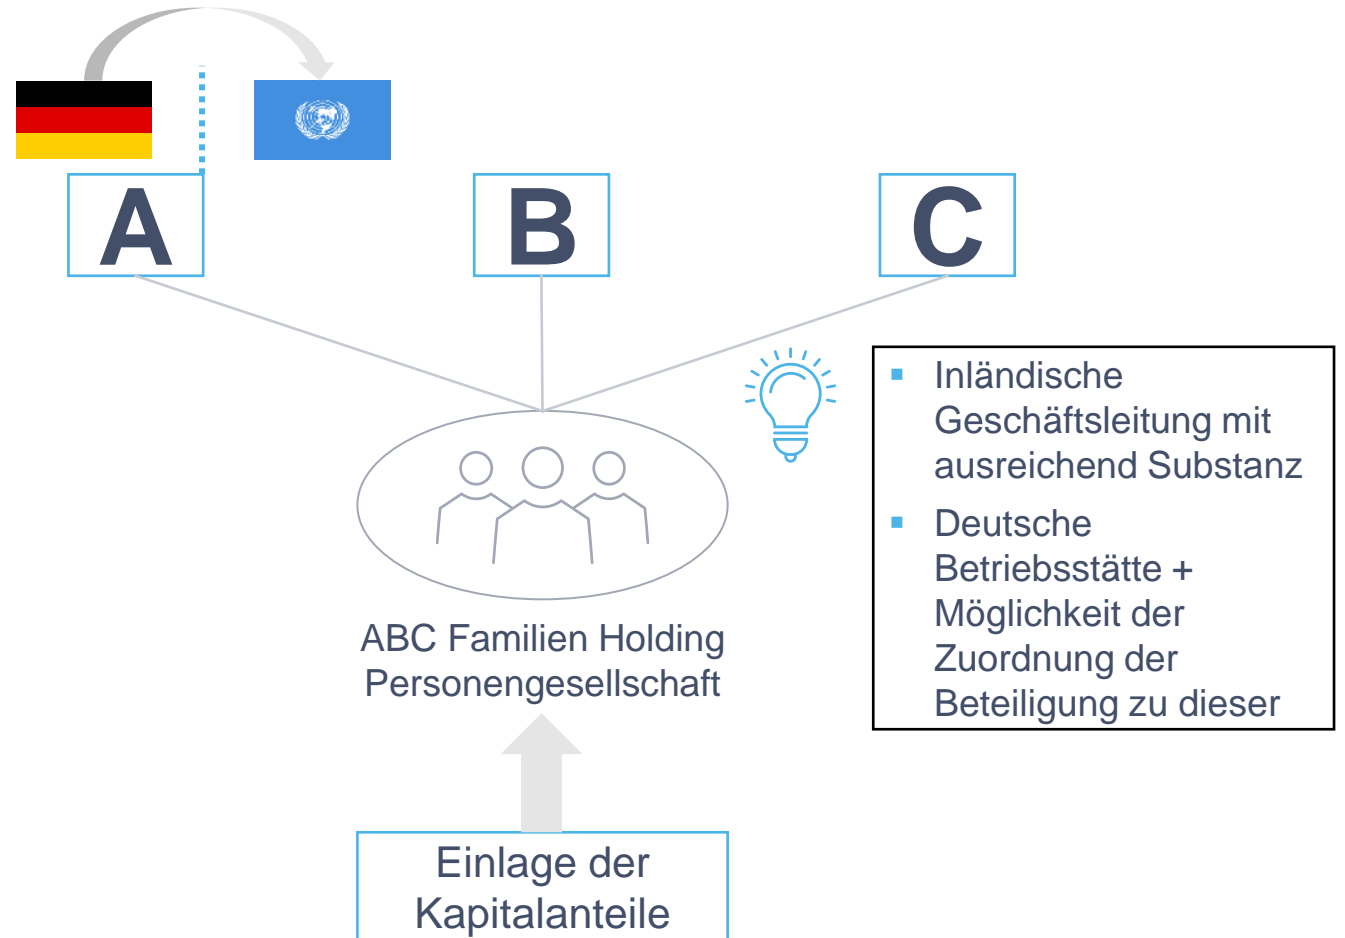 A
B
C
Inländische
Geschäftsleitung mit
ausreichend Substanz
Deutsche
Betriebsstätte +
Möglichkeit der
Zuordnung der
Beteiligung zu dieser
ABC Familien Holding
Personengesellschaft
Einlage der
Kapitalanteile